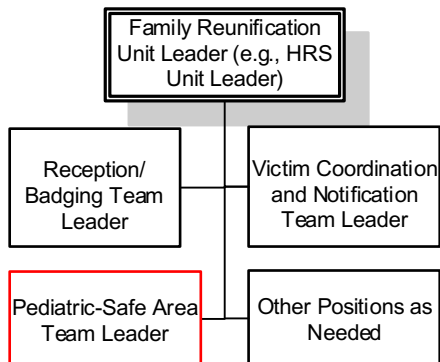 Family Reunification
Unit Leader (e.g., HRS
Unit Leader)
Reception/
Badging Team
Leader
Victim Coordination
and Notification
Team Leader
Pediatric-Safe Area
Team Leader
Other Positions as
Needed